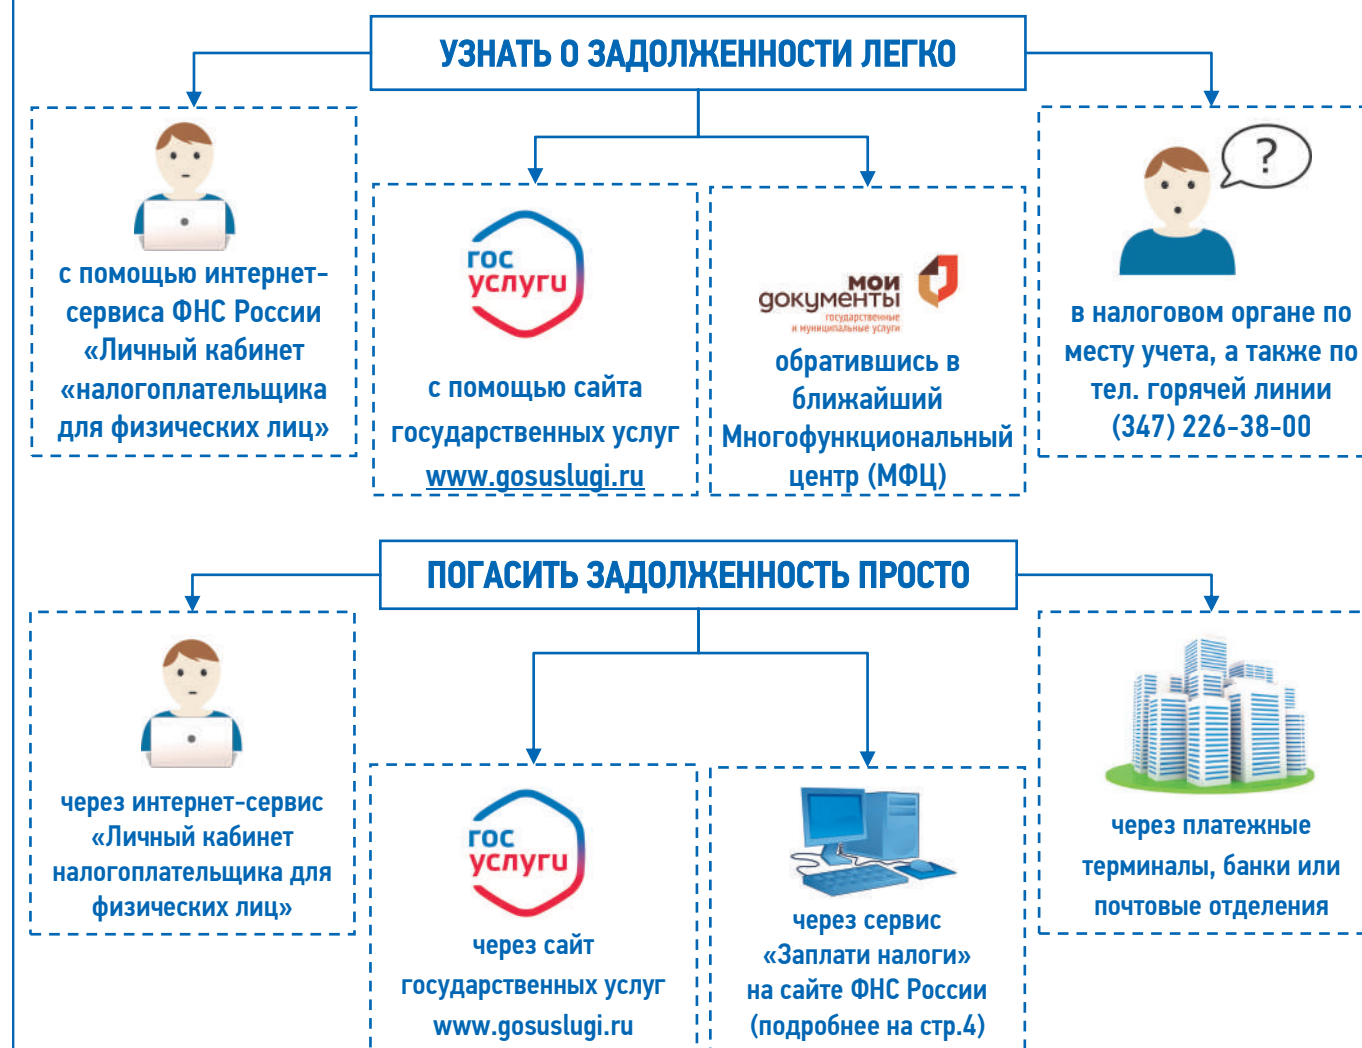 УЗНАТЬ О ЗАДОЛЖЕННОСТИ ЛЕГКО
с помощью интернет-
сервиса ФНС России
«Личный кабинет
«налогоплательщика
для физических лиц»
гос
услуги
с помощью сайта
государственных услуг
www.gosuslugi.ru
мои
документы
государственные
и муниципальные услуги
обратившись в
ближайший
Многофункциональный
центр (МФЦ)
?
в налоговом органе по
месту учета, а также по
тел. горячей линии
(347) 226-38-00
ПОГАСИТЬ ЗАДОЛЖЕННОСТЬ ПРОСТО
через интернет-сервис
«Личный кабинет
налогоплательщика для
физических лиц»
гос
услуги
через сайт
государственных услуг
www.gosuslugi.ru
через сервис
«Заплати налоги»
на сайте ФНС России
(подробнее на стр.4)
через платежные
терминалы, банки или
почтовые отделения